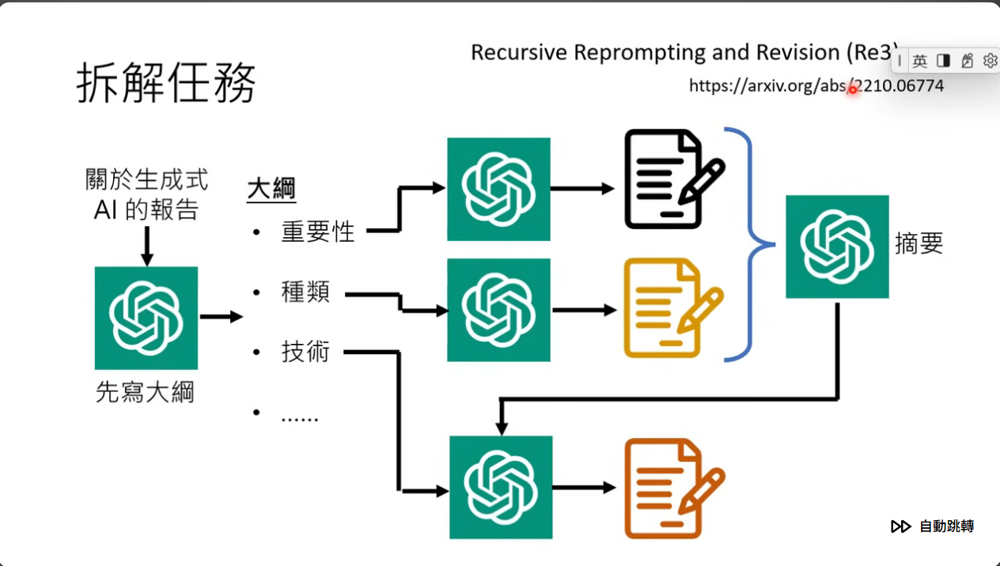 拆解任務
Recursive Reprompting and Revision (Re3)
英
https://arxiv.org/abs/2210.06774
關於生成式
AI 的報告
先寫大綱
大綱
• 重要性
• 種類
• 技術
• ......
摘要
自動跳轉